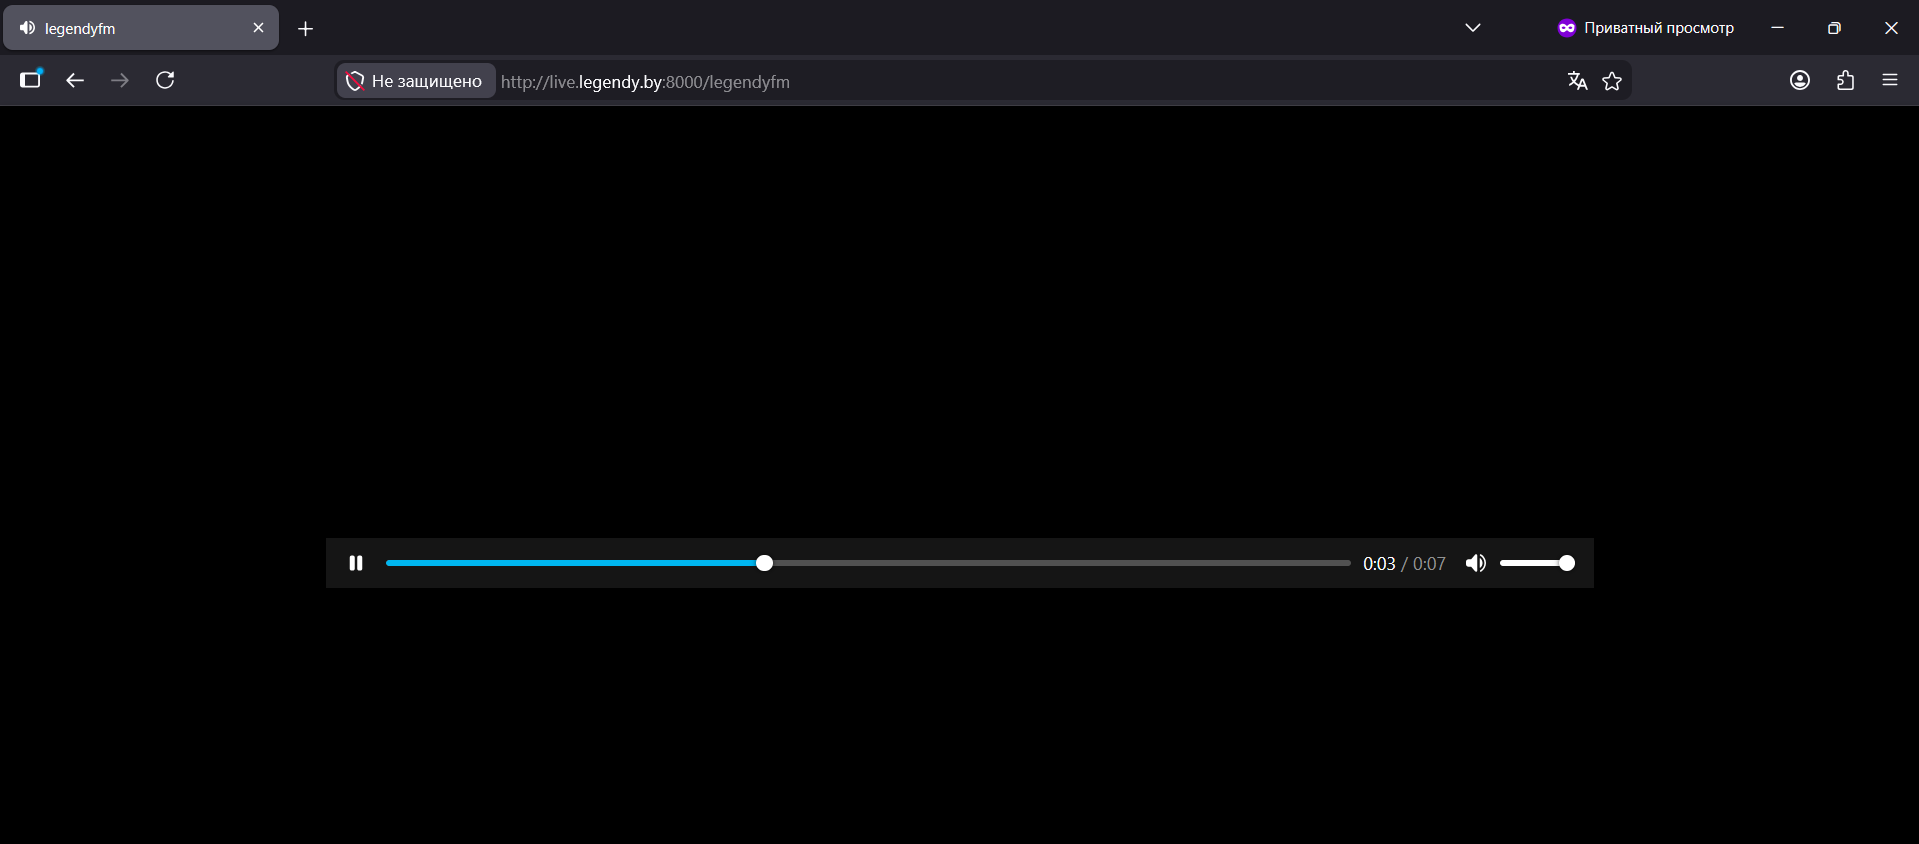 legendyfm
Приватный просмотр
Не защищено http://live.legendy.by:8000/legendyfm
0:03 / 0:07